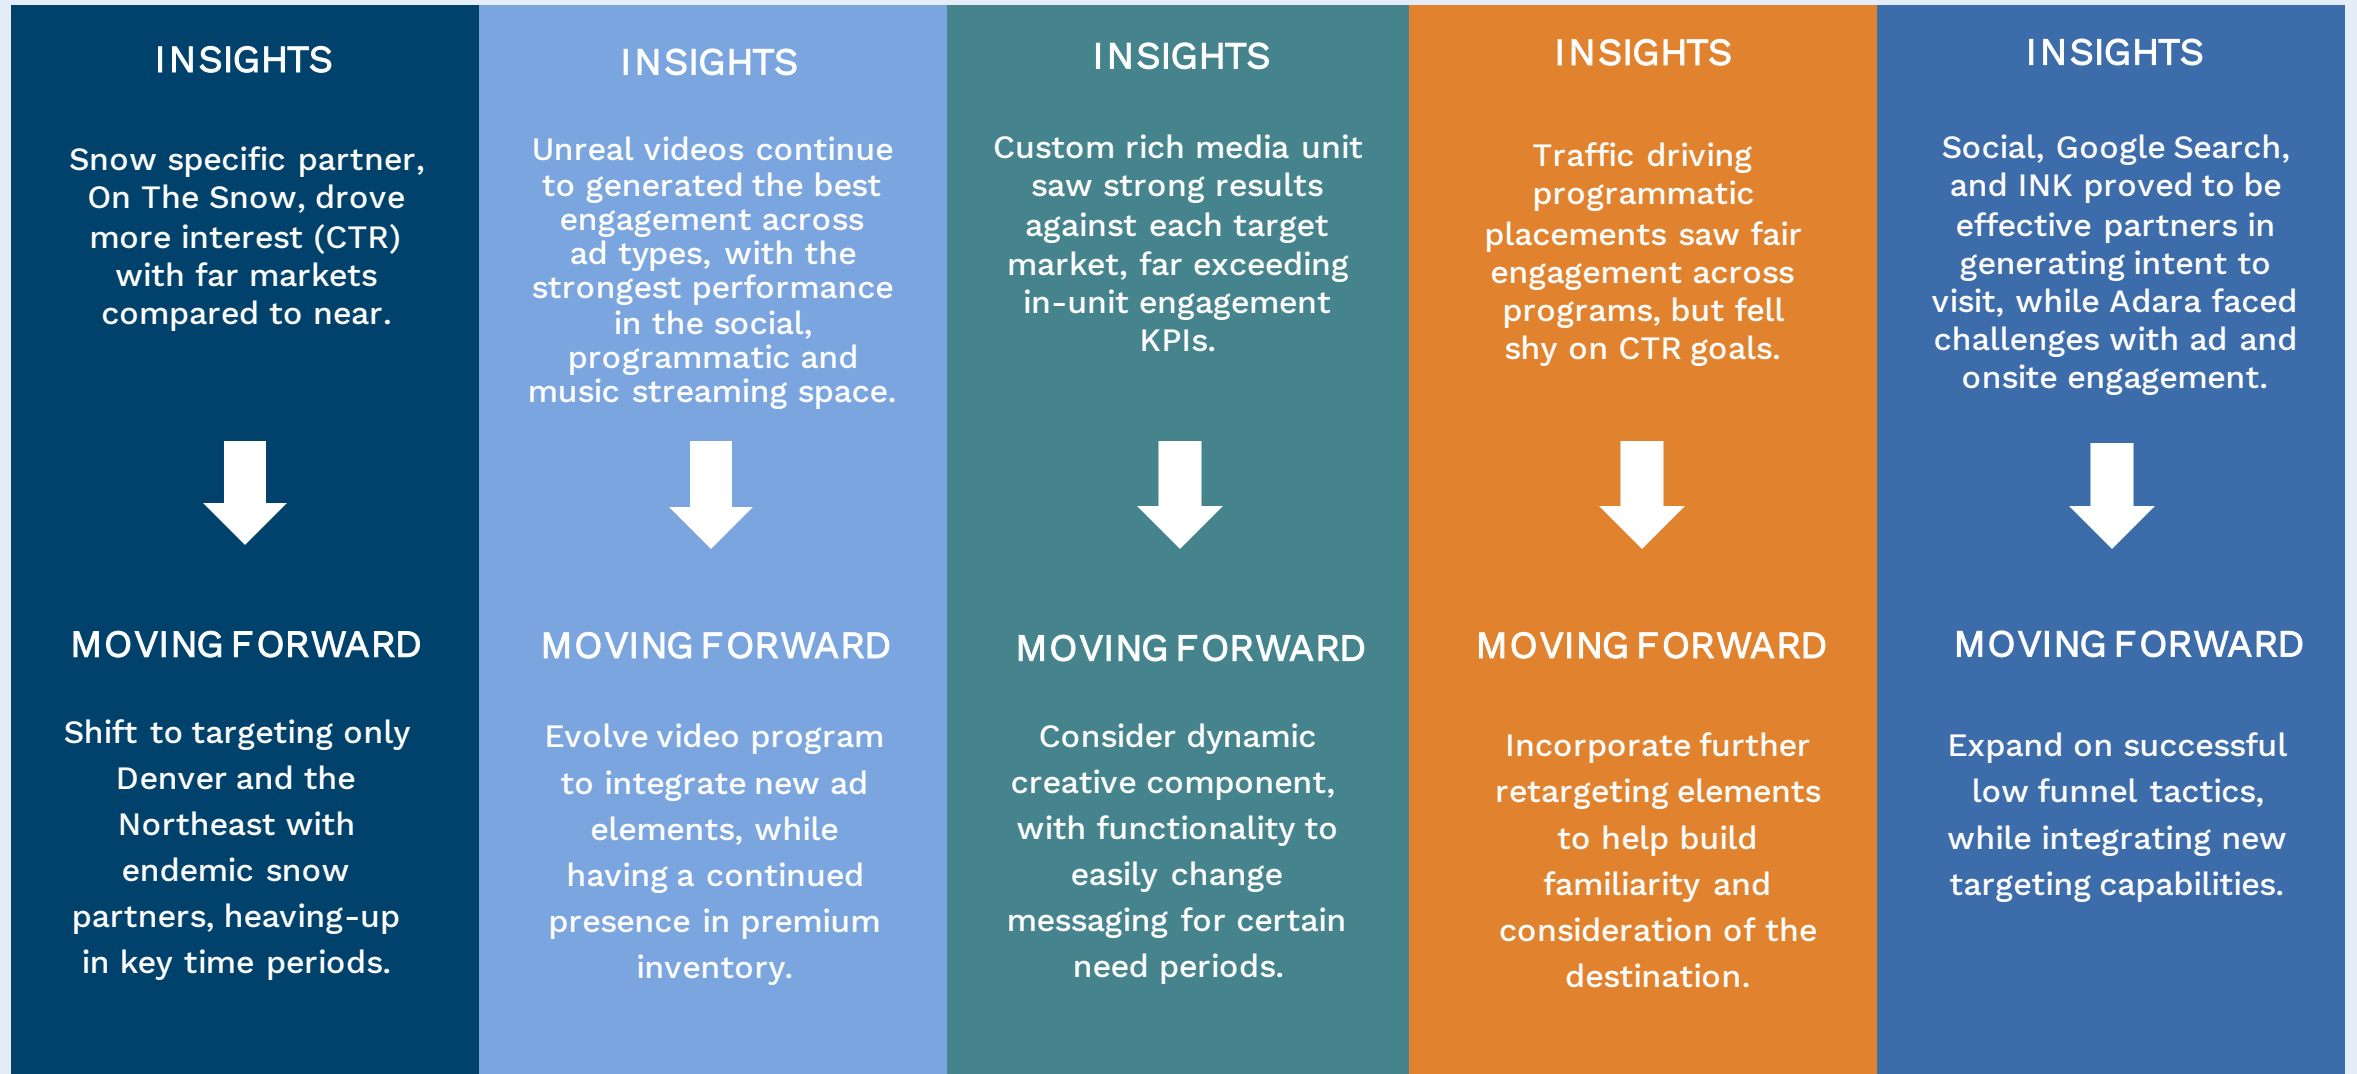 INSIGHTS
Snow specific partner,
On The Snow, drove
more interest (CTR)
with far markets
compared to near.
MOVING FORWARD
Shift to targeting only
Denver and the
Northeast with
endemic snow
partners, heaving-up
in key time periods.
INSIGHTS
Unreal videos continue
to generated the best
engagement across
ad types, with the
strongest performance
in the social,
programmatic and
music streaming space.
MOVING FORWARD
Evolve video program
to integrate new ad
elements, while
having a continued
presence in premium
inventory.
INSIGHTS
Custom rich media unit
saw strong results
against each target
market, far exceeding
in-unit engagement
KPIs.
MOVING FORWARD
Consider dynamic
creative component,
with functionality to
easily change
messaging for certain
need periods.
INSIGHTS
Traffic driving
programmatic
placements saw fair
engagement across
programs, but fell
shy on CTR goals.
MOVING FORWARD
Incorporate further
retargeting elements
to help build
familiarity and
consideration of the
destination.
INSIGHTS
Social, Google Search,
and INK proved to be
effective partners in
generating intent to
visit, while Adara faced
challenges with ad and
onsite engagement.
MOVING FORWARD
Expand on successful
low funnel tactics,
while integrating new
targeting capabilities.